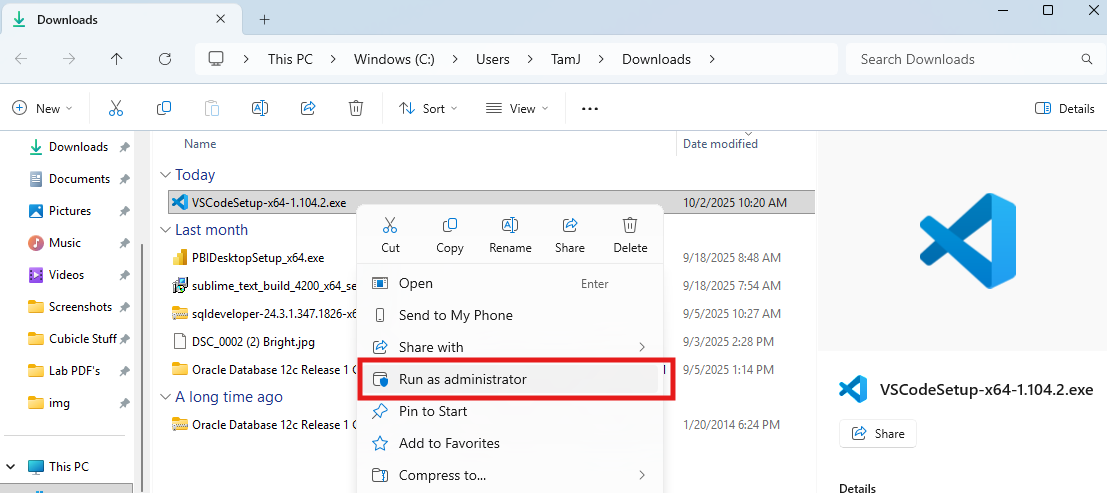 Downloads
This PC > Windows (C:) > Users > TamJ > Downloads >
Search Downloads
New
Sort
View
Details
Downloads
Documents
Pictures
Music
Videos
Screenshots
Cubicle Stuff
Lab PDF's
img
This PC
Name
Date modified
Today
VSCodeSetup-x64-1.104.2.exe
10/2/2025 10:20 AM
Last month
PBIDesktopSetup_x64.exe
9/18/2025 8:48 AM
sublime_text_build_4200_x64_se
9/18/2025 7:54 AM
sqldeveloper-24.3.1.347.1826-x6
9/5/2025 10:27 AM
DSC_0002 (2) Bright.jpg
9/3/2025 2:28 PM
Oracle Database 12c Release 1
9/5/2025 1:14 PM
A long time ago
Oracle Database 12c Release 1
1/20/2014 6:24 PM
Cut
Copy
Rename
Share
Delete
Open Enter
Send to My Phone
Share with
Run as administrator
Pin to Start
Add to Favorites
Compress to...
VSCodeSetup-x64-1.104.2.exe
Share
Details